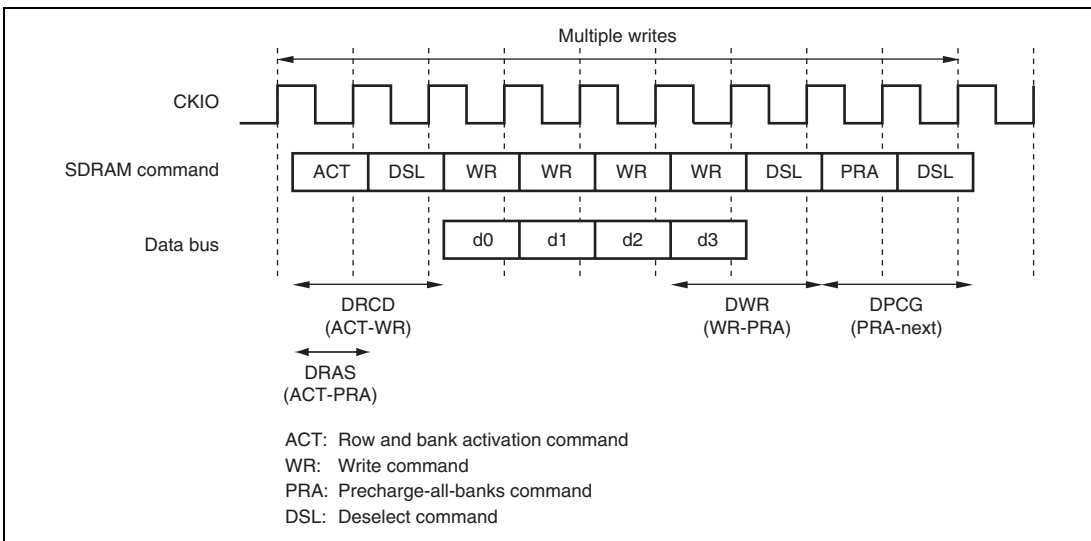 Multiple writes
CKIO
SDRAM command
ACT DSL WR WR WR WR DSL PRA DSL
Data bus
d0 d1 d2 d3
DRCD
(ACT-WR)
DWR
(WR-PRA)
DPCG
(PRA-next)
DRAS
(ACT-PRA)
ACT: Row and bank activation command
WR: Write command
PRA: Precharge-all-banks command
DSL: Deselect command